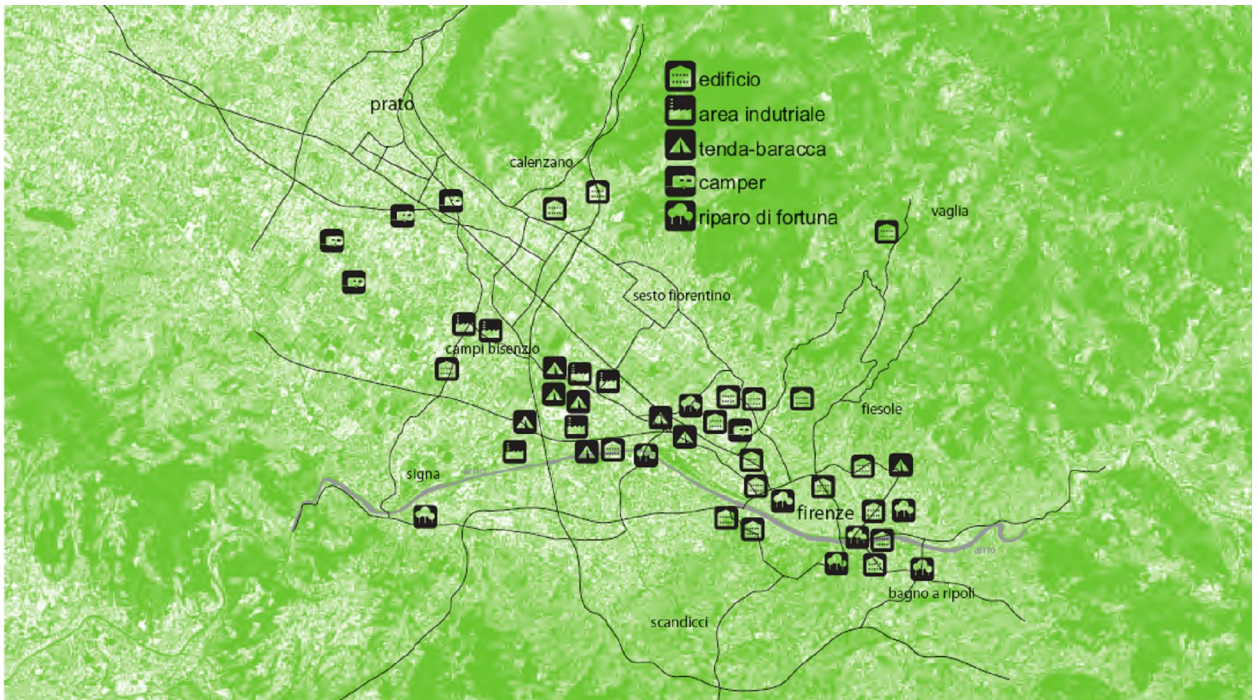 edificio
prato
area indutriale
tenda-baracca
calenzano
camper
vaglia
riparo di fortuna
sesto fiorentino
campi bisenzio
fiesole
signa
arno
firenze
arno
bagno a ripoli
scandicci